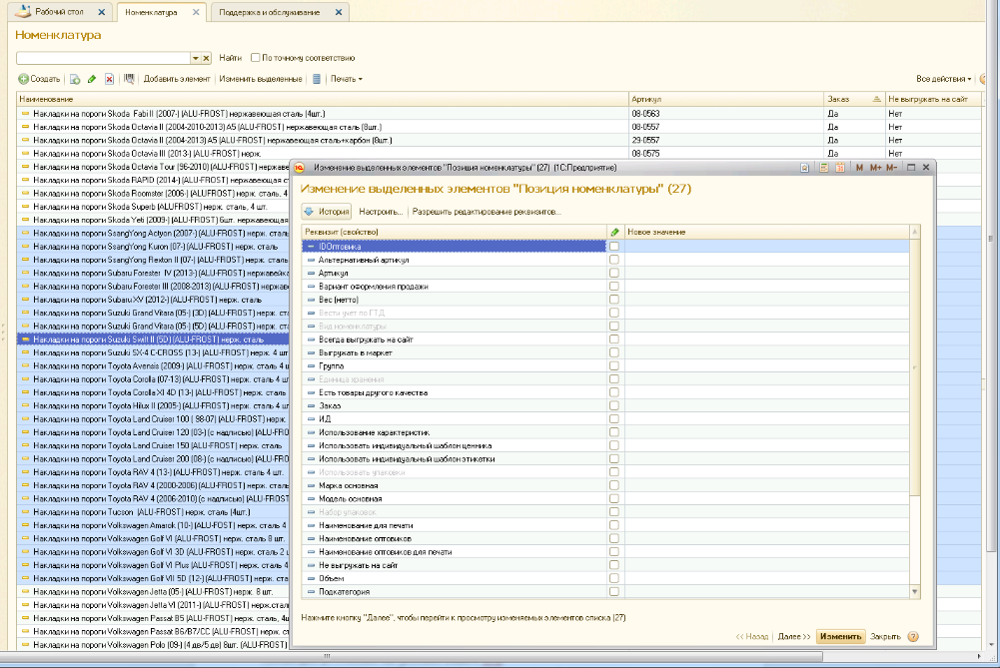 Рабочий стол
Номенклатура
Поддержка и обслуживание
Номенклатура
Найти По точному соответствию
Создать Добавить элемент Изменить выделенные Печать Все действия
Наименование Артикул Заказ Не выгружать на сайт
Накладки на пороги Skoda Fabi II (2007-) (ALU-FROST) нержавеющая сталь (4шт.) 08-0563 Да Нет
Накладки на пороги Skoda Octavia II (2004-2010-2013) A5 (ALU-FROST) нержавеющая сталь (8шт.) 08-0557 Да Нет
Накладки на пороги Skoda Octavia II (2004-2013) A5 (ALU-FROST) нержавеющая сталь+карбон (8шт.) 29-0557 Да Нет
Накладки на пороги Skoda Octavia III (2013-) (ALU-FROST) нерж. 08-0575 Да Нет
Накладки на пороги Skoda Octavia Tour (96-2010) (ALU-FROST) нержаве
Накладки на пороги Skoda RAPID (2014-) (ALU-FROST) нерж. сталь
Накладки на пороги Skoda Roomster (2006-) (ALU-FROST) нерж. сталь. 4
Накладки на пороги Skoda Superb (ALU-FROST) нерж. сталь, 4 шт.
Накладки на пороги Skoda Yeti (2009-) (ALU-FROST) 6шт. нержавеющая
Накладки на пороги SsangYong Actyon (2007-) (ALU-FROST) нерж. сталь
Накладки на пороги SsangYong Kuron (07-) (ALU-FROST) нерж. сталь
Накладки на пороги SsangYong Rexton II (07-) (ALU-FROST) нерж. сталь
Накладки на пороги Subaru Forester IV (2013-) (ALU-FROST) нержавейка
Накладки на пороги Subaru Forester III (2008-2013) (ALU-FROST) нержаве
Накладки на пороги Subaru XV (2012-) (ALU-FROST) нерж. сталь
Накладки на пороги Suzuki Grand Vitara (05-) (3D) (ALU-FROST) нерж. ста
Накладки на пороги Suzuki Grand Vitara (05-) (5D) (ALU-FROST) нерж. ста
Накладки на пороги Suzuki Swift II (5D) (ALU-FROST) нерж. сталь
Накладки на пороги Suzuki SX-4 C-CROSS (13-) (ALU-FROST) нерж. 4 шт
Накладки на пороги Toyota Avensis (2009-) (ALU-FROST) нерж. сталь 4 ш
Накладки на пороги Toyota Corolla (07-13) (ALU-FROST) нерж. сталь 4 шт
Накладки на пороги Toyota Corolla XI 4D (13-) (ALU-FROST) нерж. сталь
Накладки на пороги Toyota Hilux II (2005-) (ALU-FROST) нерж. сталь 4 шт
Накладки на пороги Toyota Land Cruiser 100 ( 98-07) (ALU-FROST) нерж.
Накладки на пороги Toyota Land Cruiser 120 (03-) (с надписью) (ALU-FRO
Накладки на пороги Toyota Land Cruiser 150 (ALU-FROST) нерж. сталь
Накладки на пороги Toyota Land Cruiser 200 (08-) (с надписью) (ALU-FRO
Накладки на пороги Toyota RAV 4 (13-) (ALU-FROST) нерж. сталь 4 шт.
Накладки на пороги Toyota RAV 4 (2000-2006) (ALU-FROST) нерж. сталь
Накладки на пороги Toyota RAV 4 (2006-2010) (с надписью) (ALU-FROST
Накладки на пороги Tucson (ALU-FROST) нерж. сталь (4шт.)
Накладки на пороги Volkswagen Amarok (10-) (ALU-FOST) нерж. сталь 4
Накладки на пороги Volkswagen Golf VI (ALU-FROST) нерж. сталь 8 шт.
Накладки на пороги Volkswagen Golf VI 3D (ALU-FROST) нерж. сталь 2 ш
Накладки на пороги Volkswagen Golf VI Plus (ALU-FROST) нерж. сталь 4
Накладки на пороги Volkswagen Golf VII 5D (12-) (ALU-FROST) нерж. ста
Накладки на пороги Volkswagen Jetta (05-) (ALU-FROST) нерж. 8 шт.
Накладки на пороги Volkswagen Jetta VI (2011-) (ALU-FROST) нерж.стал
Накладки на пороги Volkswagen Passat B5 (ALU-FROST) нерж. сталь, 4ш
Накладки на пороги Volkswagen Passat B6/B7/CC (ALU-FROST) нерж. ст
Накладки на пороги Volkswagen Polo (09-) (4 дв/5 дв) (ALU-FROST) 8шт.
Изменение выделенных элементов "Позиция номенклатуры" (27) (1С:Предприятие) M M+ M-
Изменение выделенных элементов "Позиция номенклатуры" (27)
История Настроить... Разрешить редактирование реквизитов...
Реквизит (свойство) Новое значение
IDОптовика
Альтернативный артикул
Артикул
Вариант оформления продажи
Вес (нетто)
Вести учет по ГТД
Вид номенклатуры
Всегда выгружать на сайт
Выгружать в маркет
Группа
Единица хранения
Есть товары другого качества
Заказ
ИД
Использование характеристик
Использовать индивидуальный шаблон ценника
Использовать индивидуальный шаблон этикетки
Использовать упаковки
Марка основная
Модель основная
Набор упаковок
Наименование для печати
Наименование оптовиков
Наименование оптовиков для печати
Не выгружать на сайт
Объем
Подкатегория
Нажмите кнопку "Далее", чтобы перейти к просмотру изменяемых элементов списка (27)
<< Назад Далее >> Изменить Закрыть